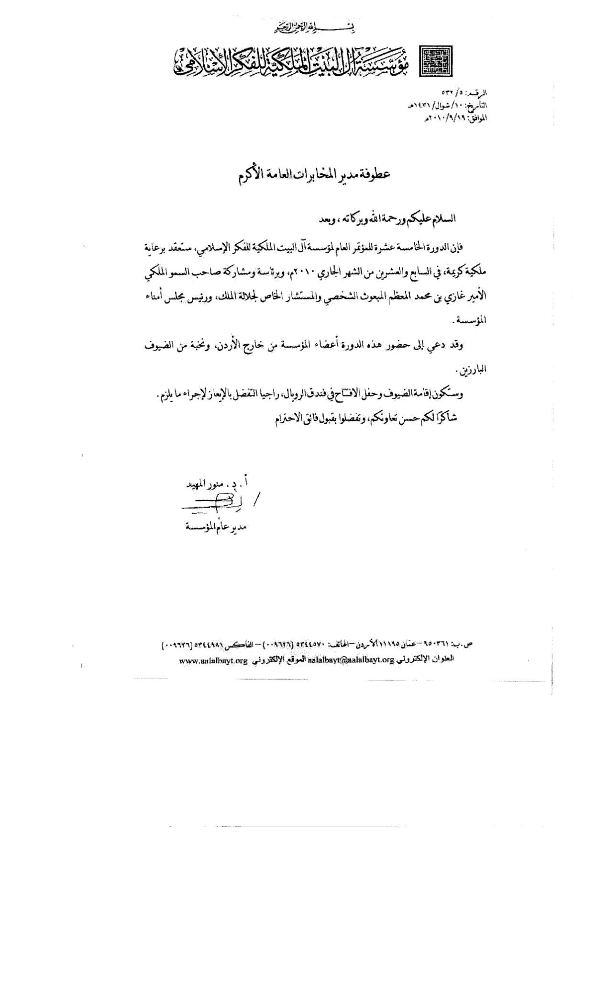 بسم الله الرحمن الرحيم
مؤسسة آل البيت الملكية للفكر الإسلامي
الرقم: ٥/ ٥٣٢
التاريخ: ١٠/شوال/١٤٣١هـ
الموافق: ٢٠١٠/٩/١٩م
عطوفة مدير المخابرات العامة الأكرم
السلام عليكم ورحمة الله وبركاته ، وبعد
فإن الدورة الخامسة عشرة للمؤتمر العام لمؤسسة آل البيت الملكية للفكر الإسلامي، ستعقد برعاية
ملكية كريمة، في السابع والعشرين من الشهر الجاري ٢٠١٠م، وبرئاسة ومشاركة صاحب السمو الملكي
الأمير غازي بن محمد المعظم المبعوث الشخصي والمستشار الخاص لجلالة الملك، ورئيس مجلس أمناء
المؤسسة.
وقد دعي إلى حضور هذه الدورة أعضاء المؤسسة من خارج الأردن، ونخبة من الضيوف
البارزين.
وستكون إقامة الضيوف وحفل الافتتاح في فندق الرويال، راجيا التفضل بالإيعاز لإجراء ما يلزم.
شاكرًا لكم حسن تعاونكم، وتفضلوا بقبول فائق الاحترام
أ. د. منور المهيد
مدير عام المؤسسة
ص.ب: ٩٥٠٣٦١ – عمّان ١١١٩٥ الأردن – الهاتف: ٥٣٤٤٥٧٠ (٠٠٩٦٢٦) – الفاكس ٥٣٤٤٩٨١ (٠٠٩٦٢٦)
العنوان الإلكتروني aalalbayt@aalalbayt.org الموقع الإلكتروني www.aalalbayt.org